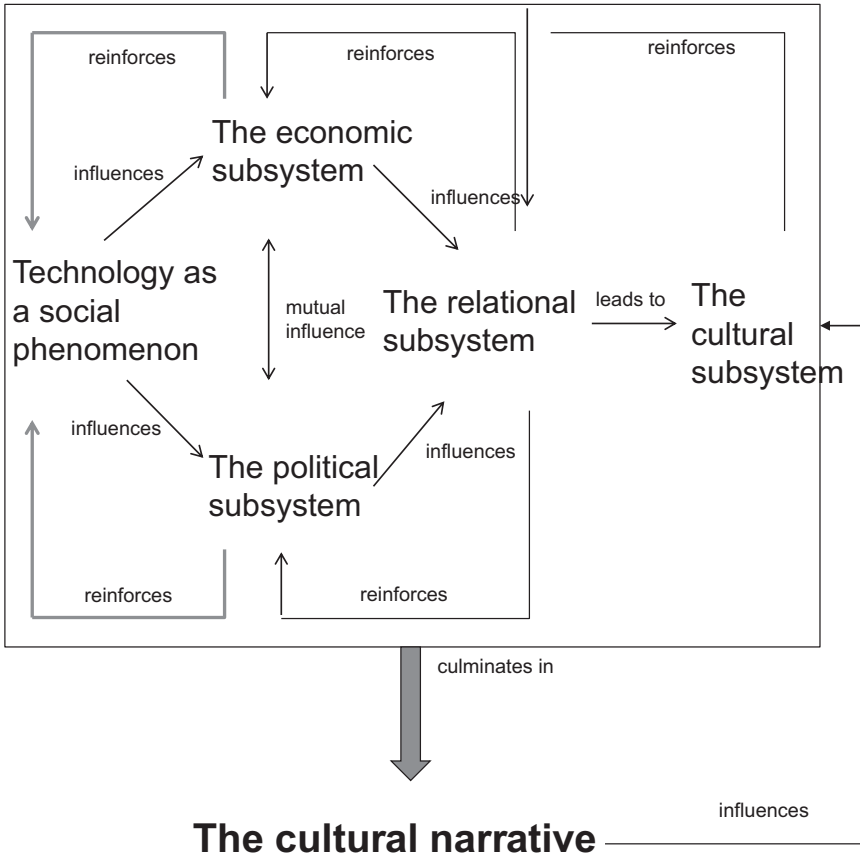 reinforces
reinforces
reinforces
The economic
subsystem
influences
influences
Technology as
a social
phenomenon
mutual
influence
The relational
subsystem
leads to
The
cultural
subsystem
influences
The political
subsystem
influences
reinforces
reinforces
culminates in
The cultural narrative
influences